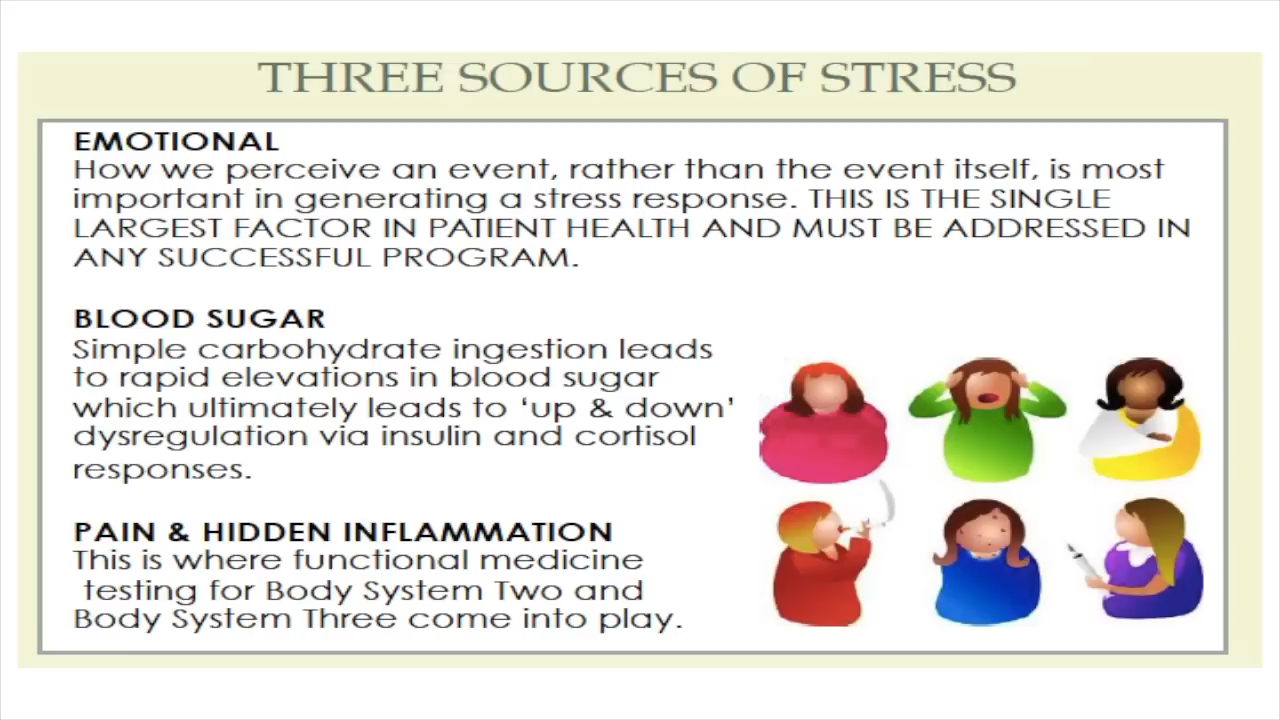 THREE SOURCES OF STRESS
EMOTIONAL
How we perceive an event, rather than the event itself, is most
important in generating a stress response. THIS IS THE SINGLE
LARGEST FACTOR IN PATIENT HEALTH AND MUST BE ADDRESSED IN
ANY SUCCESSFUL PROGRAM.
BLOOD SUGAR
Simple carbohydrate ingestion leads
to rapid elevations in blood sugar
which ultimately leads to ‘up & down’
dysregulation via insulin and cortisol
responses.
PAIN & HIDDEN INFLAMMATION
This is where functional medicine
testing for Body System Two and
Body System Three come into play.